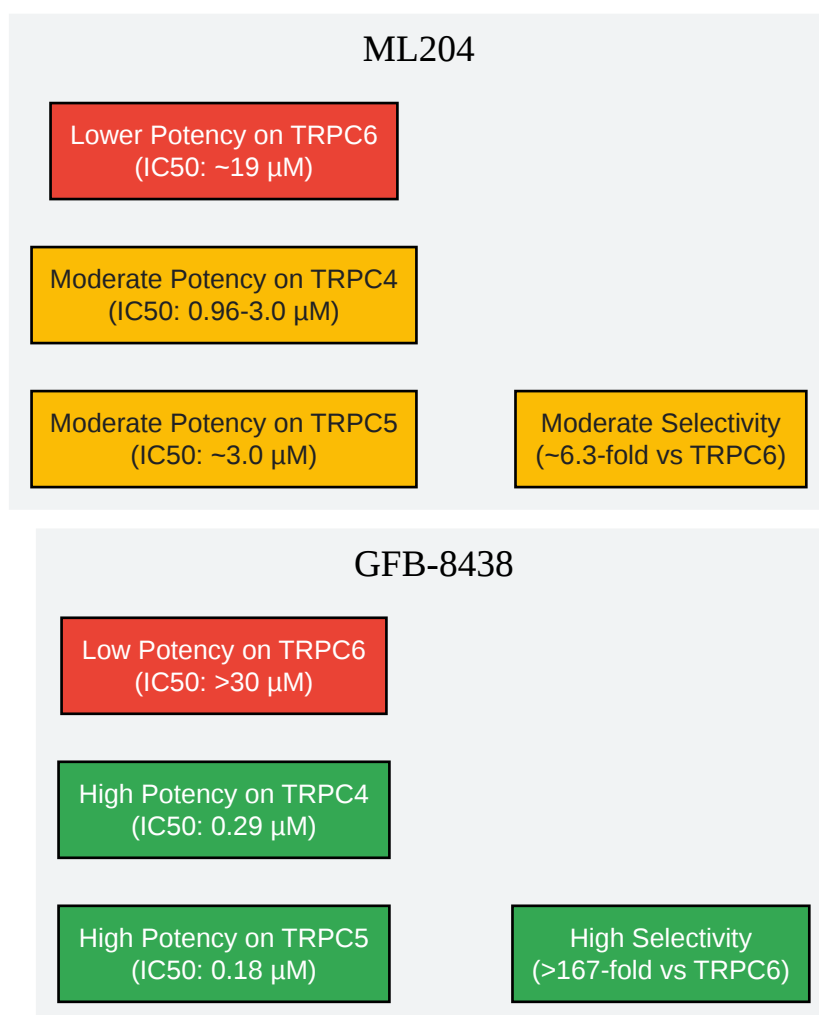 ML204
Lower Potency on TRPC6
(IC50: ~19 µM)
Moderate Potency on TRPC4
(IC50: 0.96-3.0 µM)
Moderate Potency on TRPC5
(IC50: ~3.0 µM)
Moderate Selectivity
(~6.3-fold vs TRPC6)
GFB-8438
Low Potency on TRPC6
(IC50: >30 µM)
High Potency on TRPC4
(IC50: 0.29 µM)
High Potency on TRPC5
(IC50: 0.18 µM)
High Selectivity
(>167-fold vs TRPC6)